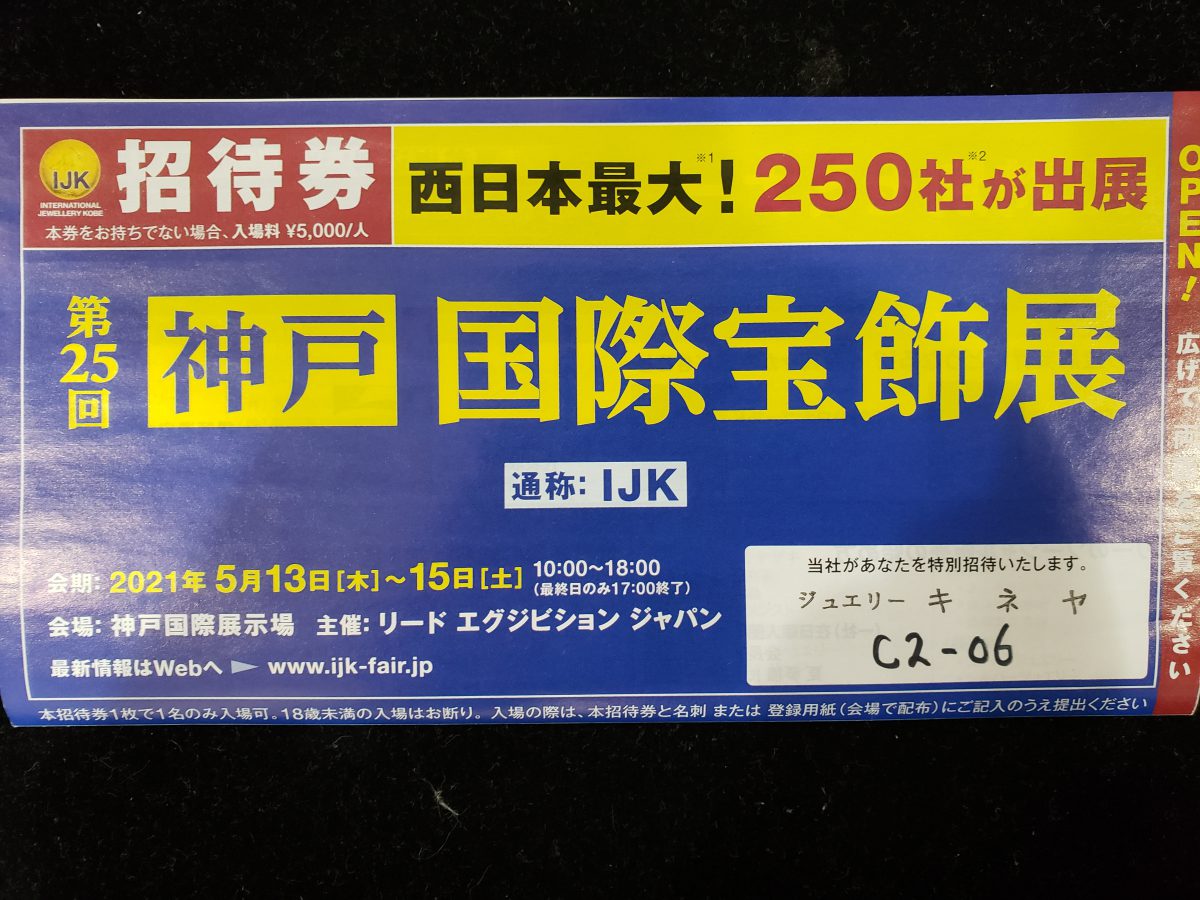 IJK
INTERNATIONAL
JEWELLERY KOBE
招待券
本券をお持ちでない場合、入場料 ¥5,000/人
西日本最大!※1 250社※2が出展
第25回
神戸 国際宝飾展
通称: IJK
会期: 2021年 5月13日[木]~15日[土] 10:00~18:00
(最終日のみ17:00終了)
会場: 神戸国際展示場 主催: リード エグジビション ジャパン
最新情報はWebへ ► www.ijk-fair.jp
当社があなたを特別招待いたします。
ジュエリー キネヤ
C2-06
本招待券1枚で1名のみ入場可。18歳未満の入場はお断り。入場の際は、本招待券と名刺 または 登録用紙(会場で配布)にご記入のうえ提出ください
OPEN! 広げて ご覧ください